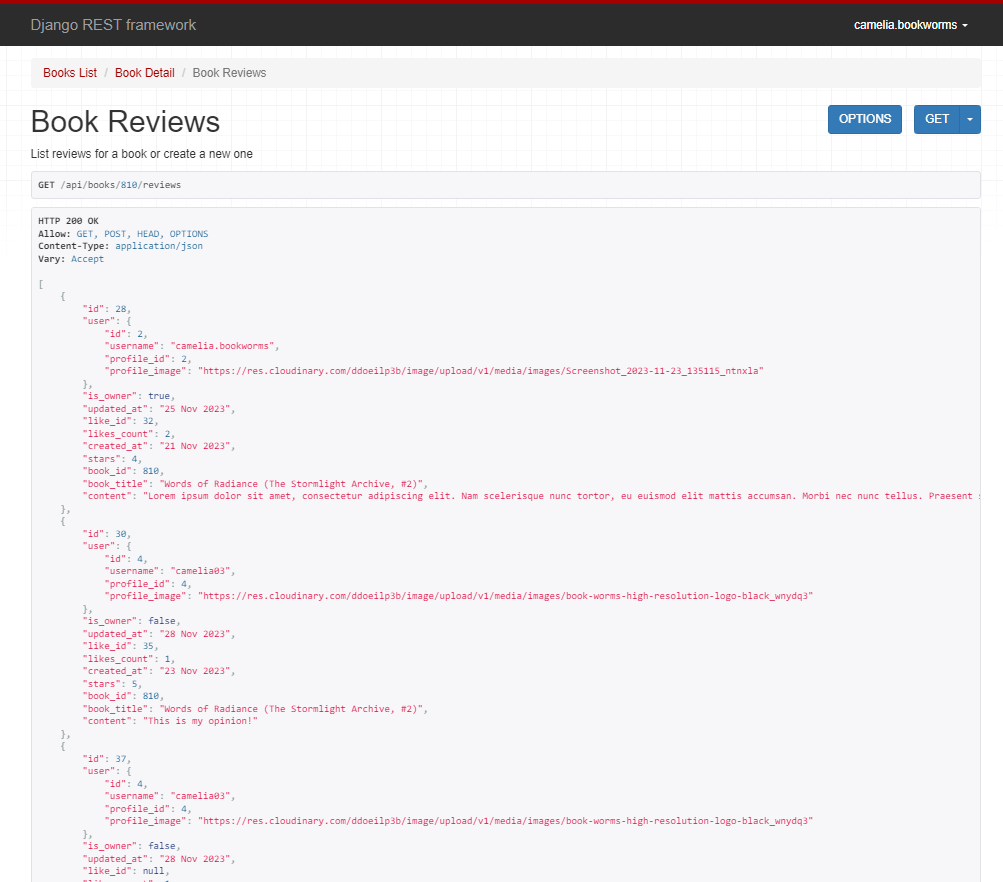 Django REST framework
camelia.bookworms
Books List / Book Detail / Book Reviews
Book Reviews
OPTIONS
GET
List reviews for a book or create a new one
GET /api/books/810/reviews
HTTP 200 OK
Allow: GET, POST, HEAD, OPTIONS
Content-Type: application/json
Vary: Accept
[
{
"id": 28,
"user": {
"id": 2,
"username": "camelia.bookworms",
"profile_id": 2,
"profile_image": "https://res.cloudinary.com/ddoeilp3b/image/upload/v1/media/images/Screenshot_2023-11-23_135115_ntnxla"
},
"is_owner": true,
"updated_at": "25 Nov 2023",
"like_id": 32,
"likes_count": 2,
"created_at": "21 Nov 2023",
"stars": 4,
"book_id": 810,
"book_title": "Words of Radiance (The Stormlight Archive, #2)",
"content": "Lorem ipsum dolor sit amet, consectetur adipiscing elit. Nam scelerisque nunc tortor, eu euismod elit mattis accumsan. Morbi nec nunc tellus. Praesent
},
{
"id": 30,
"user": {
"id": 4,
"username": "camelia03",
"profile_id": 4,
"profile_image": "https://res.cloudinary.com/ddoeilp3b/image/upload/v1/media/images/book-worms-high-resolution-logo-black_wnydq3"
},
"is_owner": false,
"updated_at": "28 Nov 2023",
"like_id": 35,
"likes_count": 1,
"created_at": "23 Nov 2023",
"stars": 5,
"book_id": 810,
"book_title": "Words of Radiance (The Stormlight Archive, #2)",
"content": "This is my opinion!"
},
{
"id": 37,
"user": {
"id": 4,
"username": "camelia03",
"profile_id": 4,
"profile_image": "https://res.cloudinary.com/ddoeilp3b/image/upload/v1/media/images/book-worms-high-resolution-logo-black_wnydq3"
},
"is_owner": false,
"updated_at": "28 Nov 2023",
"like_id": null,